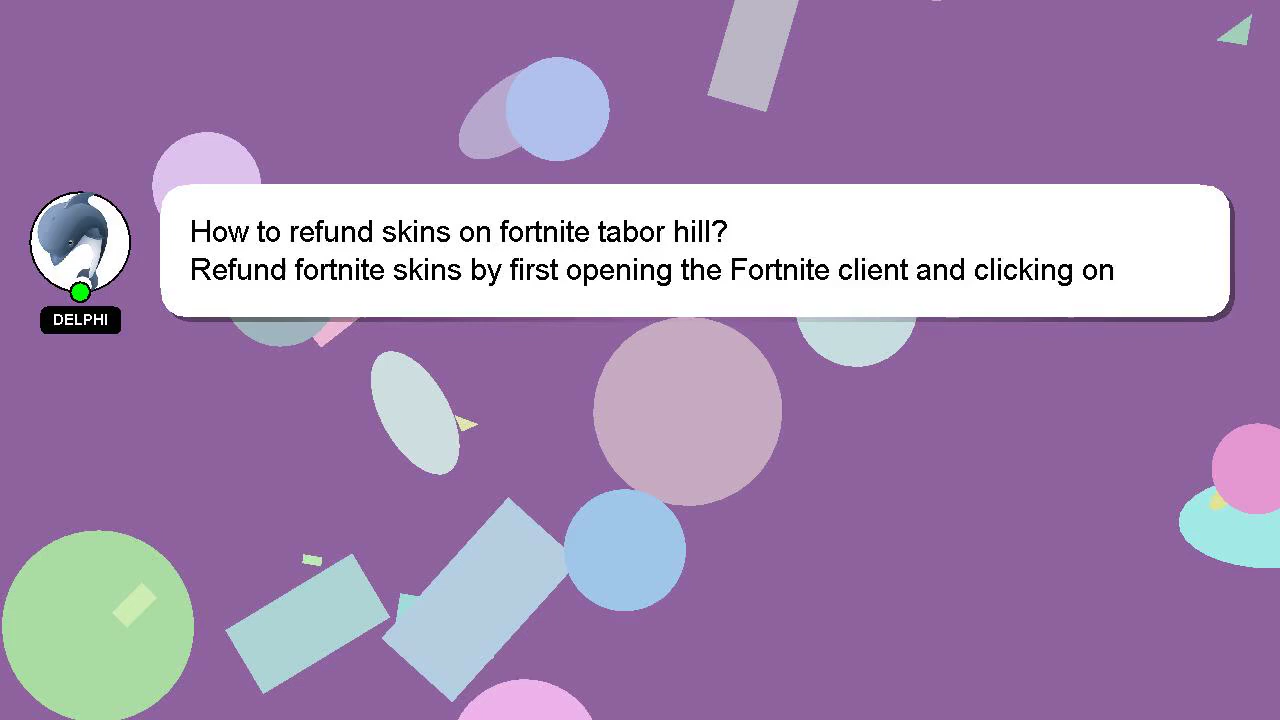 How to refund skins on fortnite tabor hill?
Refund fortnite skins by first opening the Fortnite client and clicking on
DELPHI